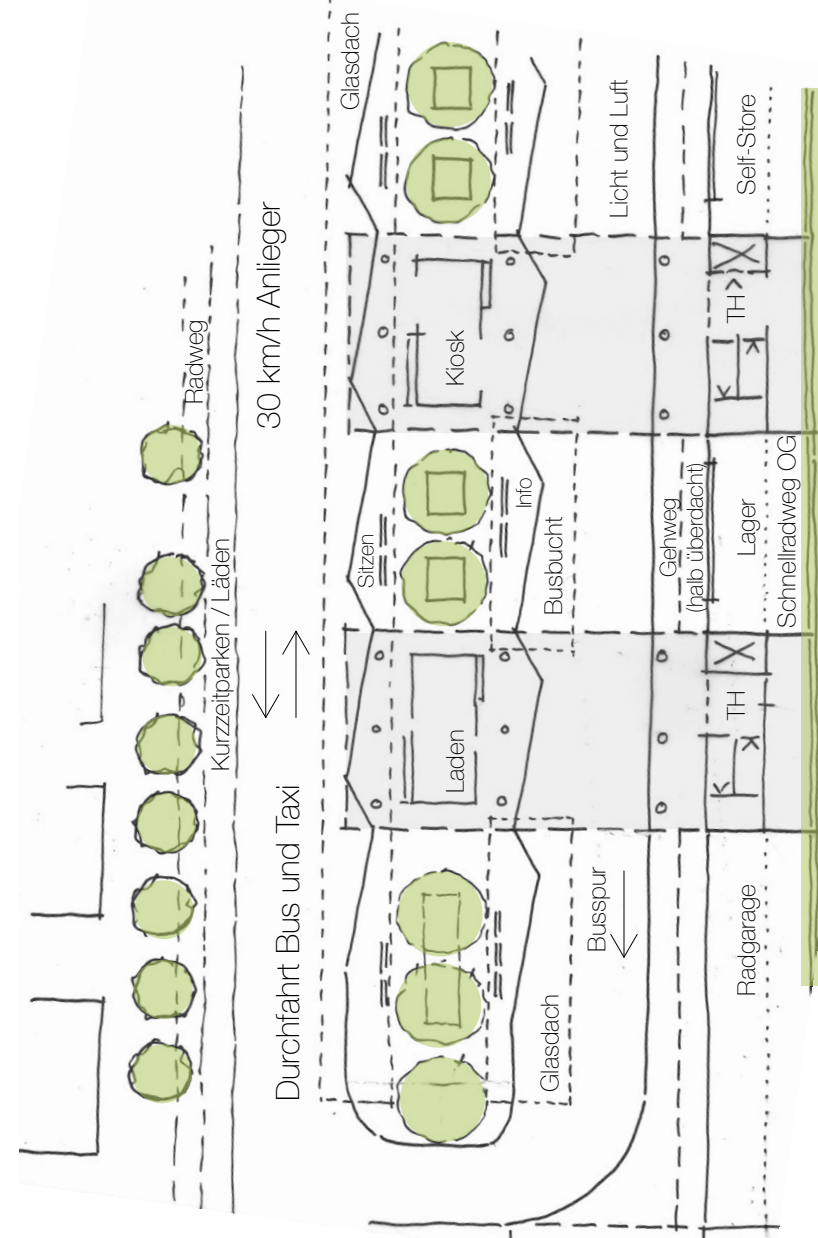 Radweg
Kurzzeitparken / Läden
30 km/h Anlieger
Durchfahrt Bus und Taxi
Glasdach
Sitzen
Kiosk
Laden
Info
Busbucht
Glasdach
Licht und Luft
Busspur
Gehweg
(halb überdacht)
Self-Store
TH
Lager
TH
Radgarage
Schnellradweg OG